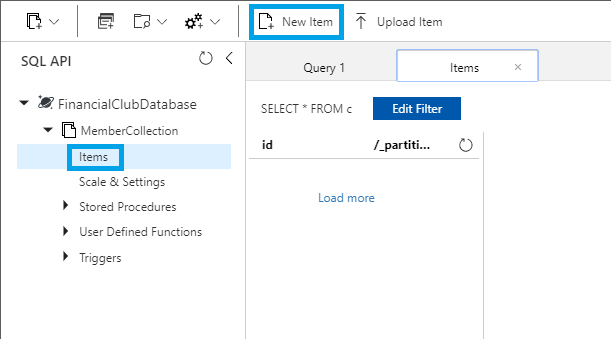 New Item
Upload Item
SQL API
Query 1
Items
FinancialClubDatabase
MemberCollection
Items
Scale & Settings
Stored Procedures
User Defined Functions
Triggers
SELECT * FROM c
Edit Filter
id
/_partiti...
Load more